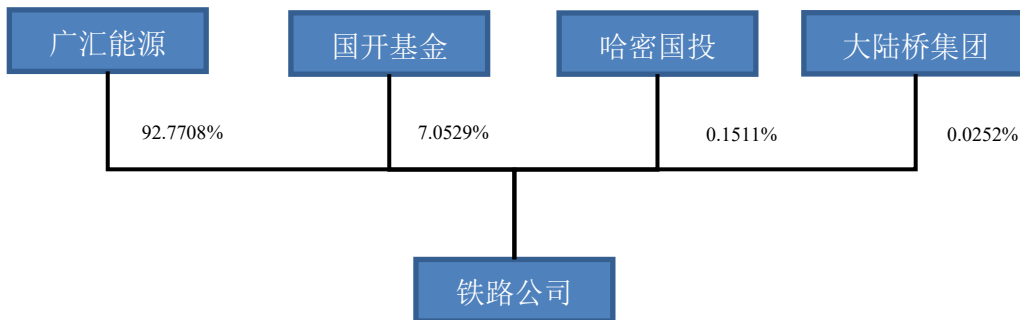 广汇能源
国开基金
哈密国投
大陆桥集团
92.7708%
7.0529%
0.1511%
0.0252%
铁路公司